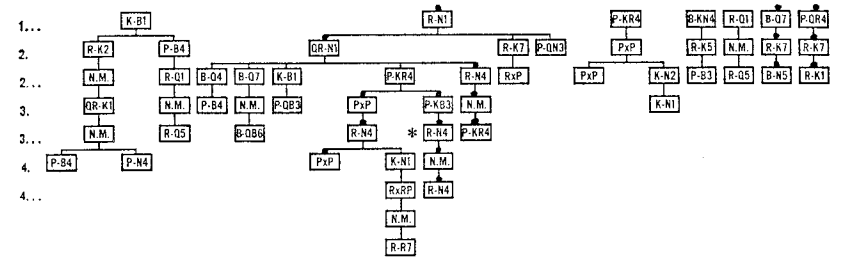 1... K-B1 R-N1 P-KR4 B-KN4 R-Q1 B-Q7 P-QR4
2. R-K2 P-B4 QR-N1 R-K7 P-QN3 PxP R-K5 N.M. R-K7 R-K7
2... N.M. R-Q1 B-Q4 B-Q7 K-B1 P-KR4 R-N4 RxP PxP K-N2 P-B3 R-Q5 B-N5 R-K1
3. QR-K1 N.M. P-B4 N.M. P-QB3 PxP P-KB3 N.M. K-N1
3... N.M. R-Q5 B-QB6 R-N4 * R-N4 P-KR4
4. P-B4 P-N4 PxP K-N1 N.M.
4... RxRP R-N4
N.M.
R-R7